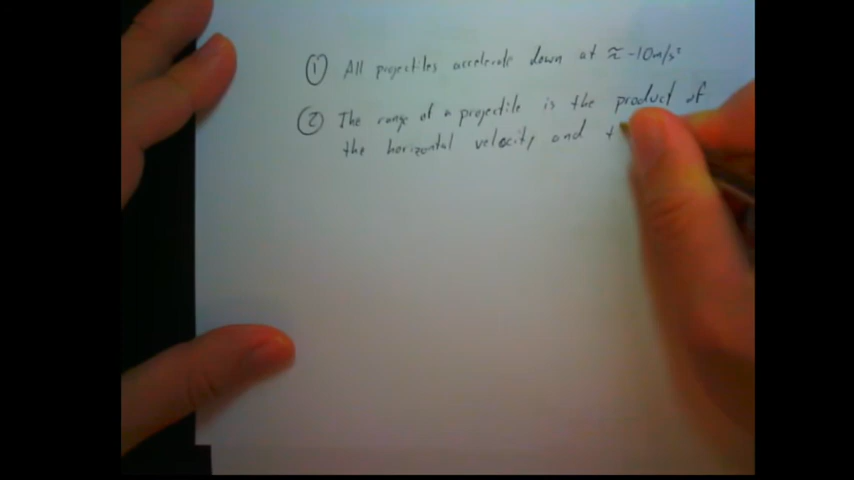 ① All projectiles accelerate down at ≈ -10m/s²
② The range of a projectile is the product of
the horizontal velocity and t